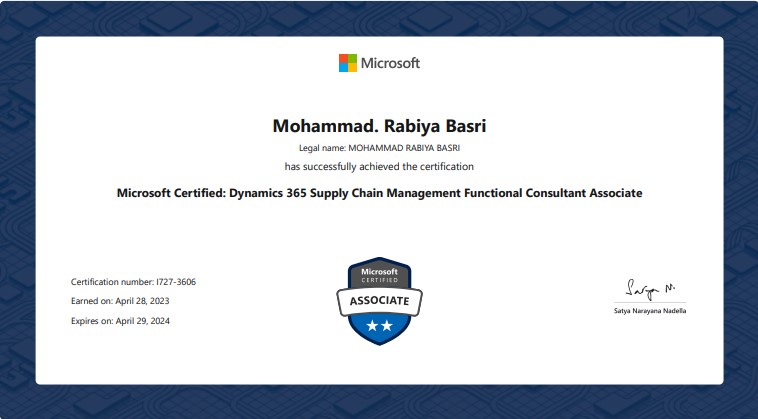 Microsoft
Mohammad. Rabiya Basri
Legal name: MOHAMMAD RABIYA BASRI
has successfully achieved the certification
Microsoft Certified: Dynamics 365 Supply Chain Management Functional Consultant Associate
Certification number: I727-3606
Earned on: April 28, 2023
Expires on: April 29, 2024
Microsoft
CERTIFIED
ASSOCIATE
Satya N.
Satya Narayana Nadella